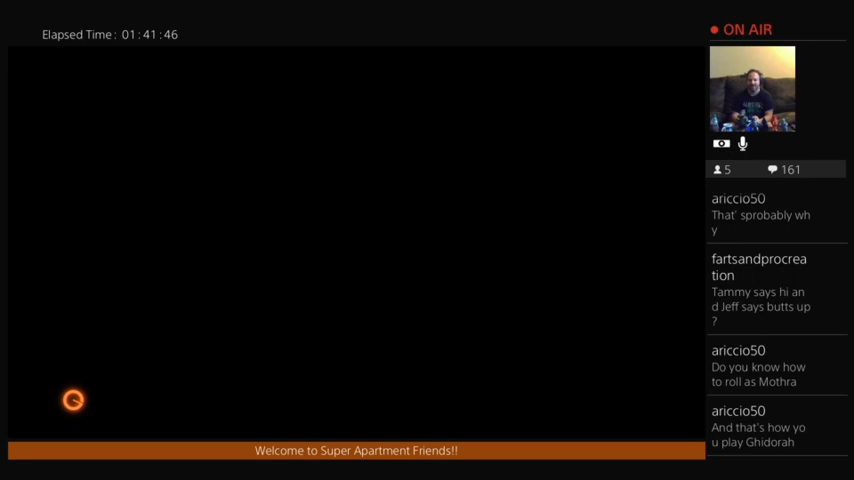 Elapsed Time: 01:41:46
ON AIR
5 161
ariccio50
That' sprobably wh
y
fartsandprocrea
tion
Tammy says hi an
d Jeff says butts up
?
ariccio50
Do you know how
to roll as Mothra
ariccio50
And that's how yo
u play Ghidorah
Welcome to Super Apartment Friends!!